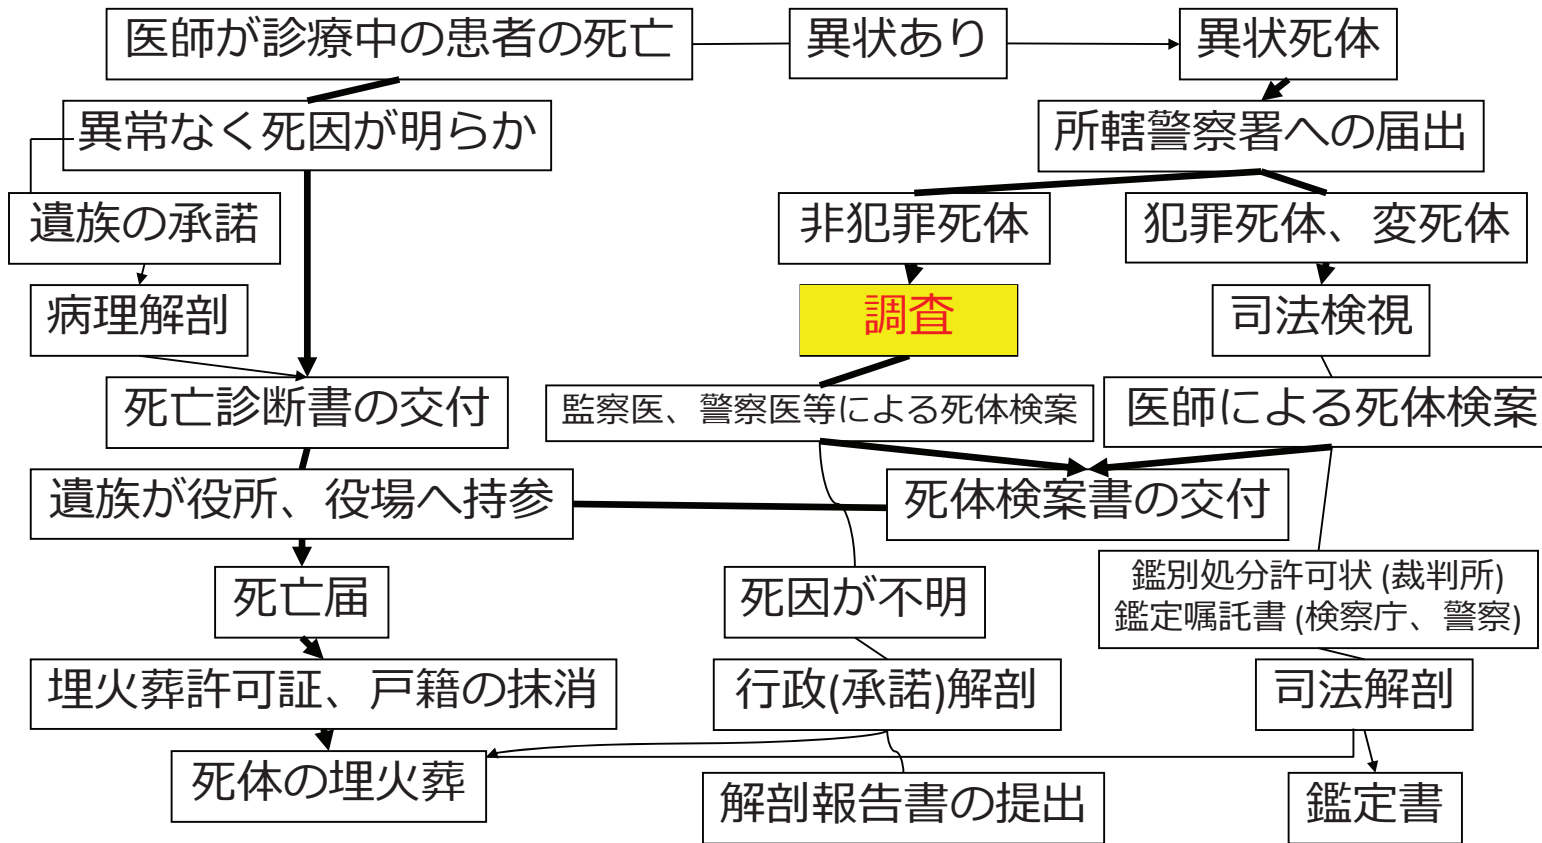 医師が診療中の患者の死亡
異状あり
異状死体
異常なく死因が明らか
所轄警察署への届出
遺族の承諾
非犯罪死体
犯罪死体、変死体
病理解剖
調査
司法検視
死亡診断書の交付
監察医、警察医等による死体検案
医師による死体検案
遺族が役所、役場へ持参
死体検案書の交付
死亡届
死因が不明
鑑別処分許可状 (裁判所)
鑑定嘱託書 (検察庁、警察)
埋火葬許可証、戸籍の抹消
行政(承諾)解剖
司法解剖
死体の埋火葬
解剖報告書の提出
鑑定書